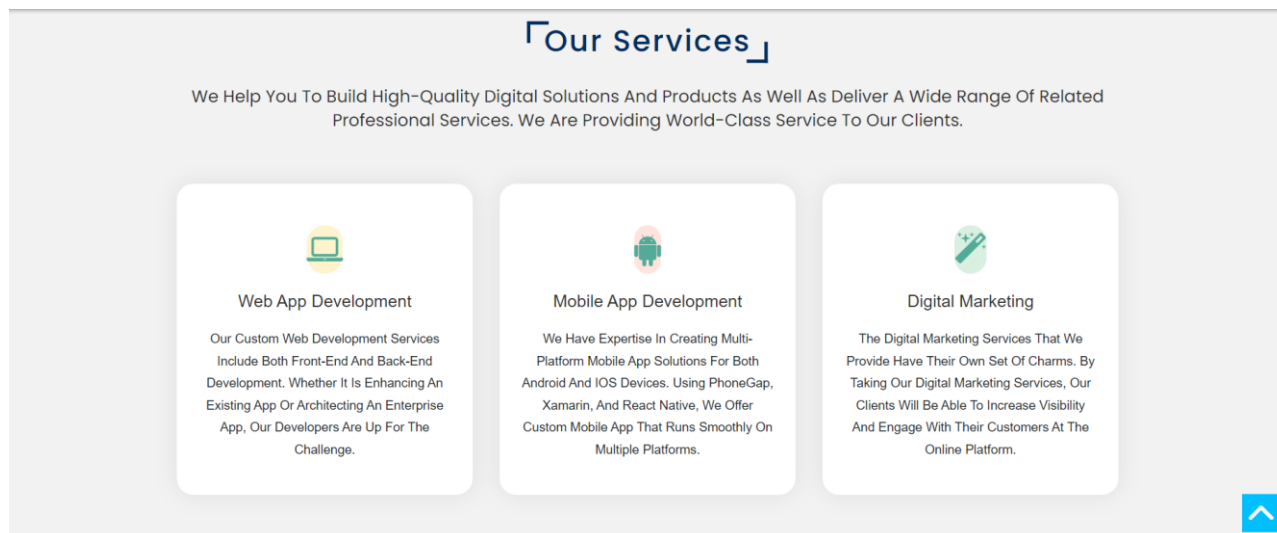 Our Services
We Help You To Build High-Quality Digital Solutions And Products As Well As Deliver A Wide Range Of Related
Professional Services. We Are Providing World-Class Service To Our Clients.
Web App Development
Our Custom Web Development Services
Include Both Front-End And Back-End
Development. Whether It Is Enhancing An
Existing App Or Architecting An Enterprise
App, Our Developers Are Up For The
Challenge.
Mobile App Development
We Have Expertise In Creating Multi-
Platform Mobile App Solutions For Both
Android And IOS Devices. Using PhoneGap,
Xamarin, And React Native, We Offer
Custom Mobile App That Runs Smoothly On
Multiple Platforms.
Digital Marketing
The Digital Marketing Services That We
Provide Have Their Own Set Of Charms. By
Taking Our Digital Marketing Services, Our
Clients Will Be Able To Increase Visibility
And Engage With Their Customers At The
Online Platform.